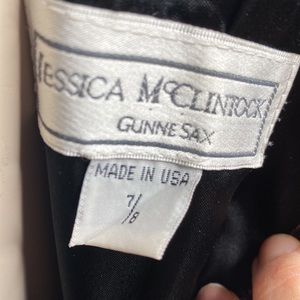 JESSICA McCLINTOCK
GUNNE SAX
MADE IN USA
7/8